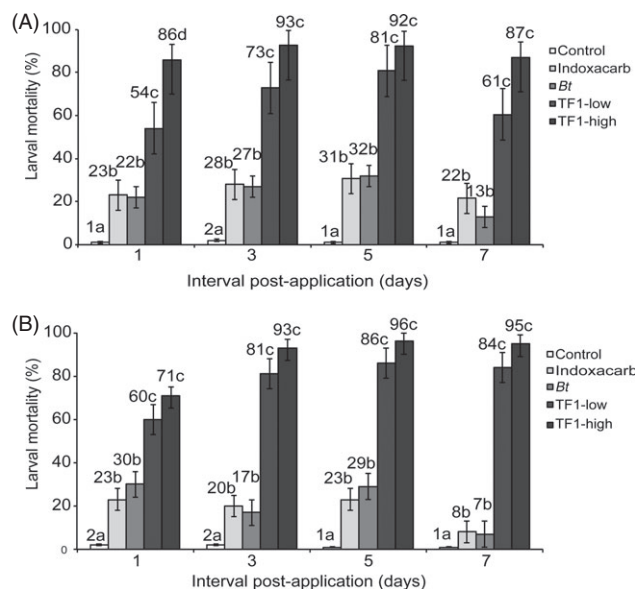 (A)
Larval mortality (%)
100
80
60
40
20
0
1a
23b
22b
54c
86d
2a
28b
27b
73c
93c
1a
31b
32b
81c
92c
1a
22b
13b
61c
87c
1
3
5
7
Interval post-application (days)
Control
Indoxacarb
Bt
TF1-low
TF1-high
(B)
Larval mortality (%)
100
80
60
40
20
0
2a
23b
30b
60c
71c
2a
20b
17b
81c
93c
1a
23b
29b
86c
96c
1a
8b
7b
84c
95c
1
3
5
7
Interval post-application (days)
Control
Indoxacarb
Bt
TF1-low
TF1-high